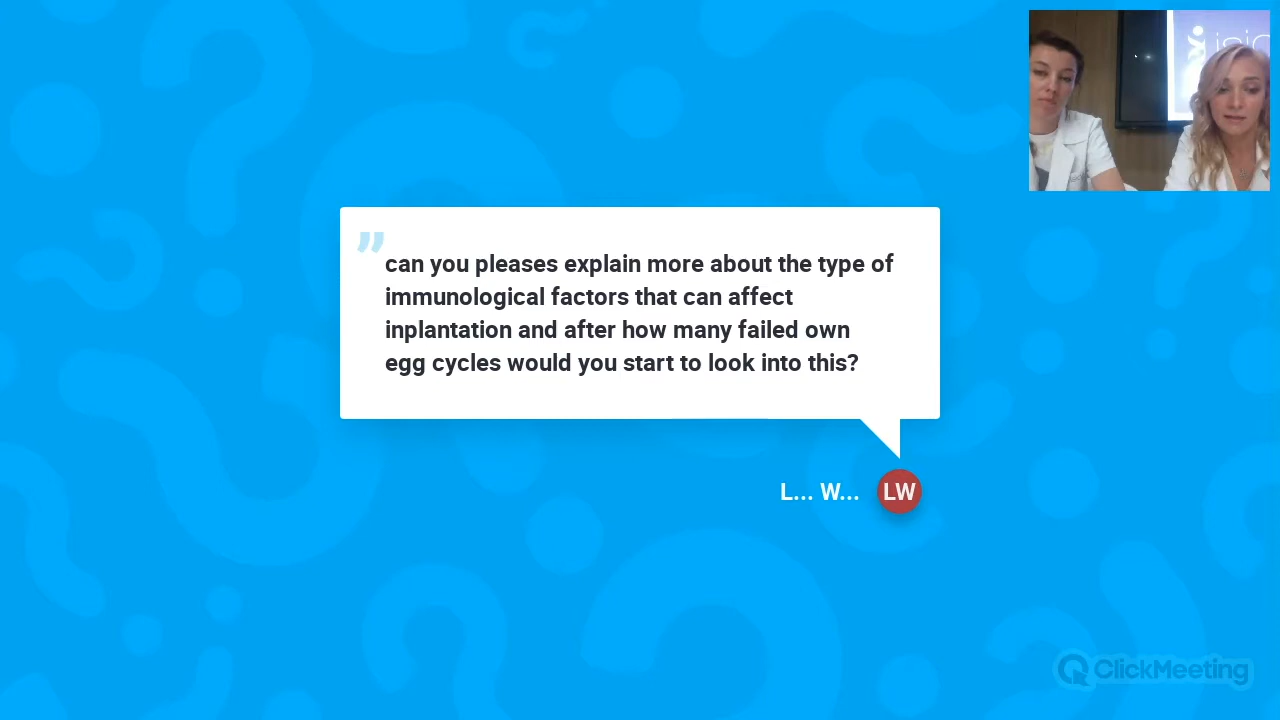 can you pleases explain more about the type of
immunological factors that can affect
inplantation and after how many failed own
egg cycles would you start to look into this?
L... W...
LW
ClickMeeting